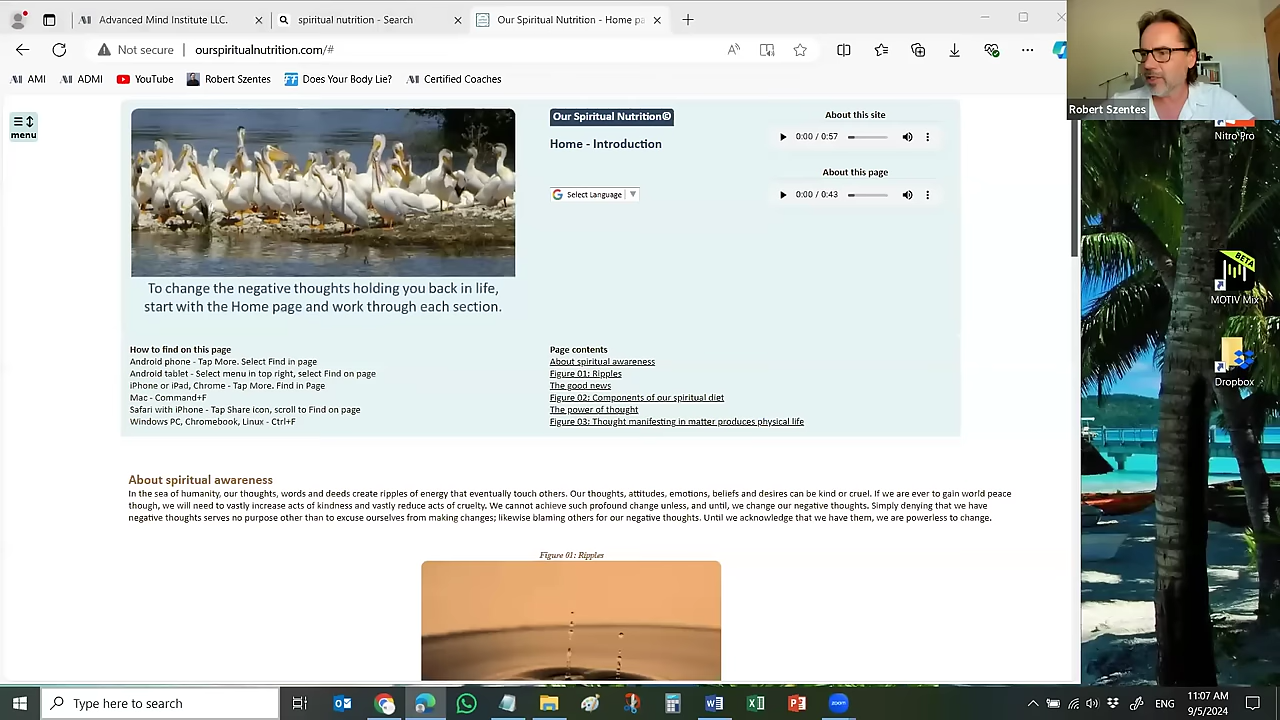 Advanced Mind Institute LLC.
spiritual nutrition - Search
Our Spiritual Nutrition - Home pa
Not secure
ourspiritualnutrition.com/#
AMI
ADMI
YouTube
Robert Szentes
Does Your Body Lie?
Certified Coaches
Robert Szentes
menu
Our Spiritual Nutrition©
Home - Introduction
Select Language
About this site
0:00 / 0:57
About this page
0:00 / 0:43
To change the negative thoughts holding you back in life,
start with the Home page and work through each section.
How to find on this page
Android phone - Tap More. Select Find in page
Android tablet - Select menu in top right, select Find on page
iPhone or iPad, Chrome - Tap More. Find in Page
Mac - Command+F
Safari with iPhone - Tap Share icon, scroll to Find on page
Windows PC, Chromebook, Linux - Ctrl+F
Page contents
About spiritual awareness
Figure 01: Ripples
The good news
Figure 02: Components of our spiritual diet
The power of thought
Figure 03: Thought manifesting in matter produces physical life
About spiritual awareness
In the sea of humanity, our thoughts, words and deeds create ripples of energy that eventually touch others. Our thoughts, attitudes, emotions, beliefs and desires can be kind or cruel. If we are ever to gain world peace
though, we will need to vastly increase acts of kindness and vastly reduce acts of cruelty. We cannot achieve such profound change unless, and until, we change our negative thoughts. Simply denying that we have
negative thoughts serves no purpose other than to excuse ourselves from making changes; likewise blaming others for our negative thoughts. Until we acknowledge that we have them, we are powerless to change.
Figure 01: Ripples
Nitro Pro
BETA
MOTIV Mix
Dropbox
Type here to search
zoom
ENG
11:07 AM
9/5/2024